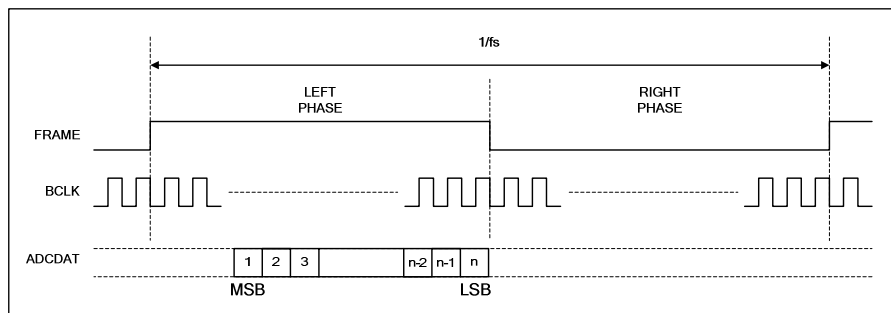 1/fs
LEFT
PHASE
RIGHT
PHASE
FRAME
BCLK
ADCDAT
1 2 3 n-2 n-1 n
MSB LSB